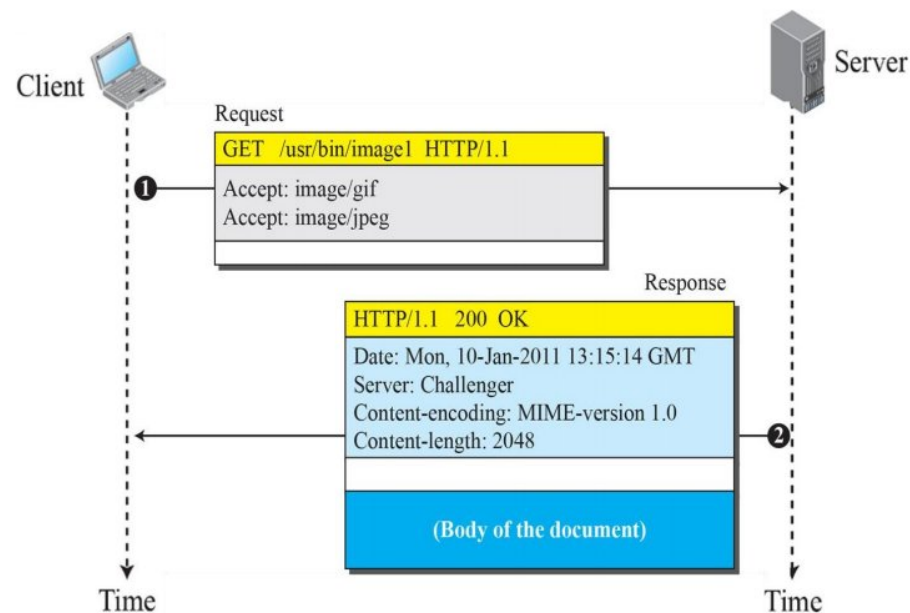 Client
Server
Request
GET /usr/bin/image1 HTTP/1.1
1
Accept: image/gif
Accept: image/jpeg
Response
HTTP/1.1 200 OK
Date: Mon, 10-Jan-2011 13:15:14 GMT
Server: Challenger
Content-encoding: MIME-version 1.0
Content-length: 2048
2
(Body of the document)
Time
Time